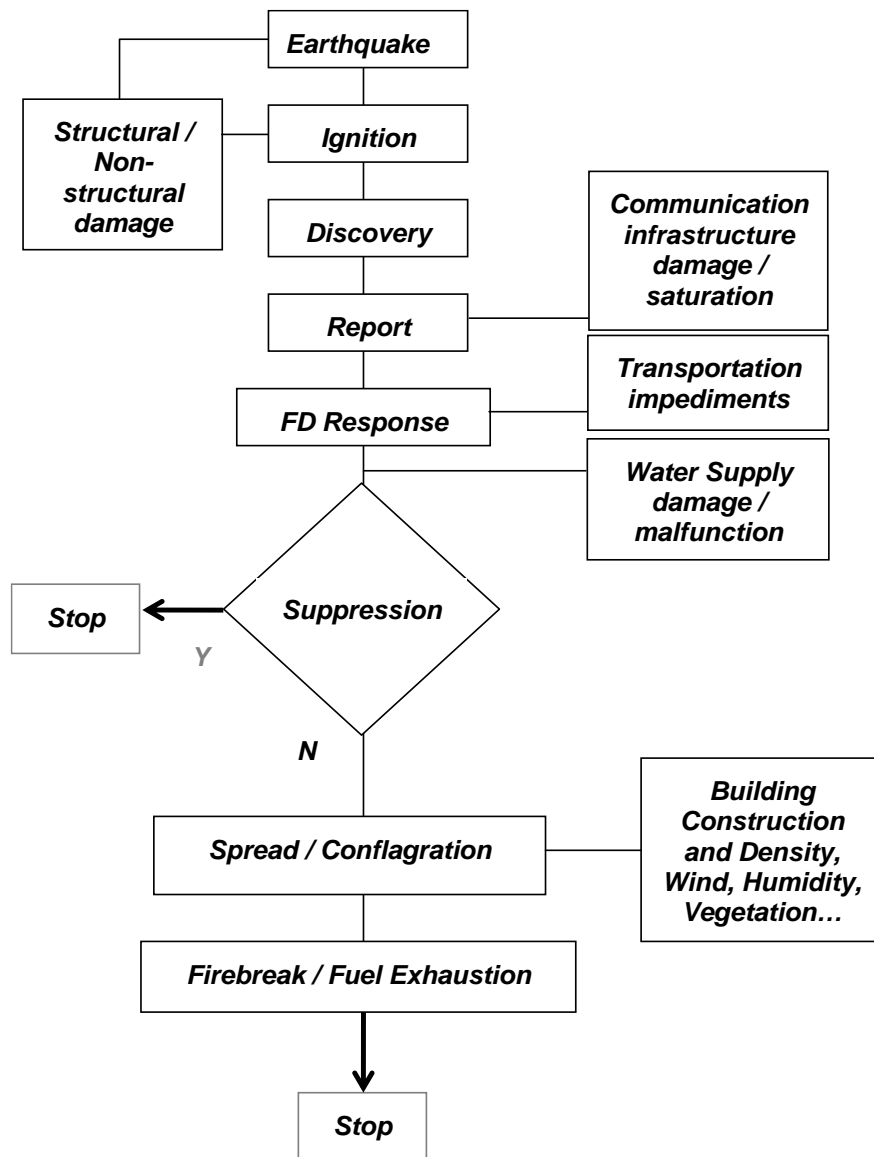 Earthquake
Structural /
Non-
structural
damage
Ignition
Discovery
Communication
infrastructure
damage /
saturation
Report
Transportation
impediments
FD Response
Water Supply
damage /
malfunction
Suppression
Stop
Y
N
Building
Construction
and Density,
Wind, Humidity,
Vegetation…
Spread / Conflagration
Firebreak / Fuel Exhaustion
Stop